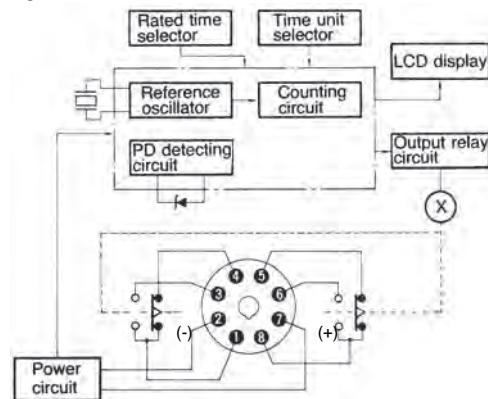 Rated time
selector
Time unit
selector
LCD display
Reference
oscillator
Counting
circuit
PD detecting
circuit
Output relay
circuit
X
4 5
3 6
2 7
(-) (+)
1 8
Power
circuit